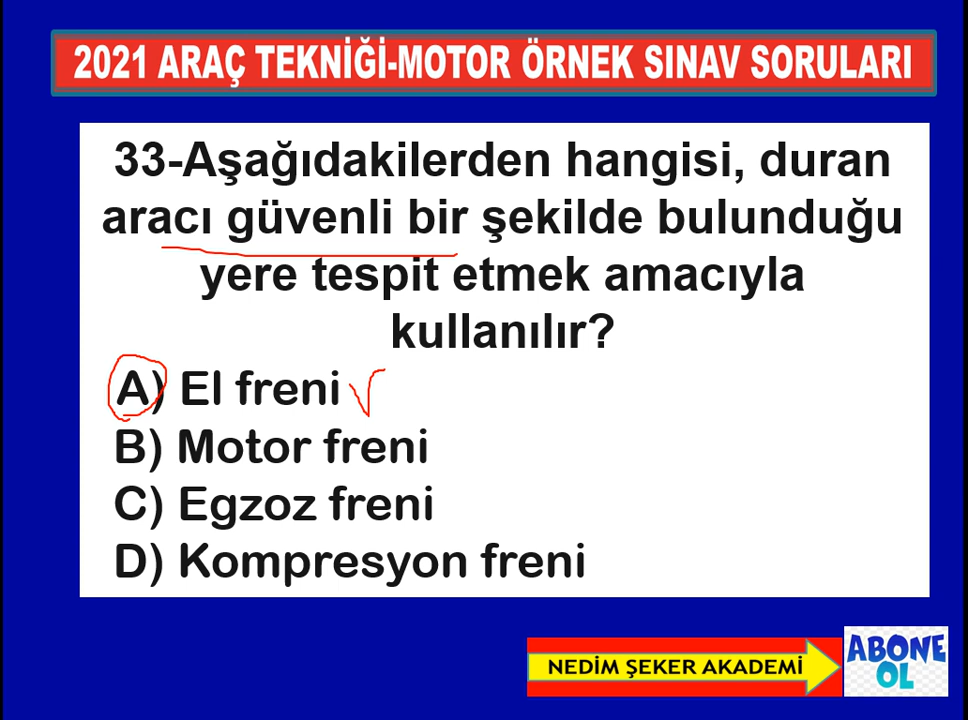 2021 ARAÇ TEKNİĞİ-MOTOR ÖRNEK SINAV SORULARI
33-Aşağıdakilerden hangisi, duran
aracı güvenli bir şekilde bulunduğu
yere tespit etmek amacıyla
kullanılır?
A) El freni
B) Motor freni
C) Egzoz freni
D) Kompresyon freni
NEDİM ŞEKER AKADEMİ
ABONE
OL